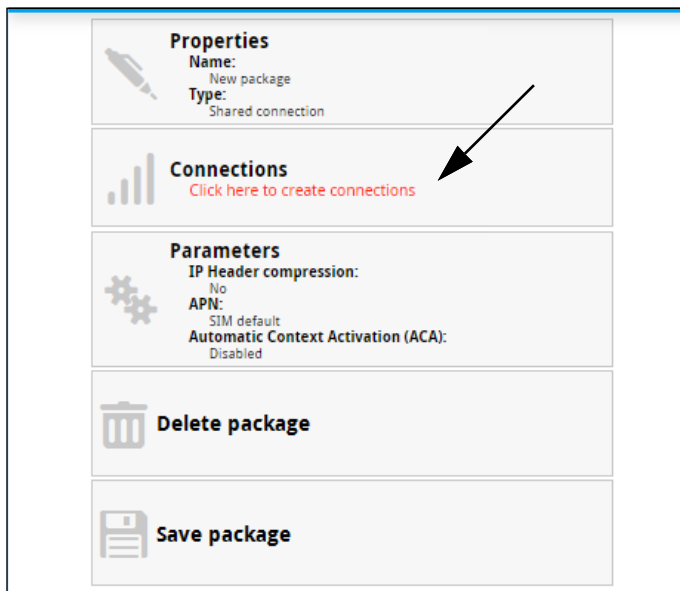 Properties
Name:
New package
Type:
Shared connection
Connections
Click here to create connections
Parameters
IP Header compression:
No
APN:
SIM default
Automatic Context Activation (ACA):
Disabled
Delete package
Save package